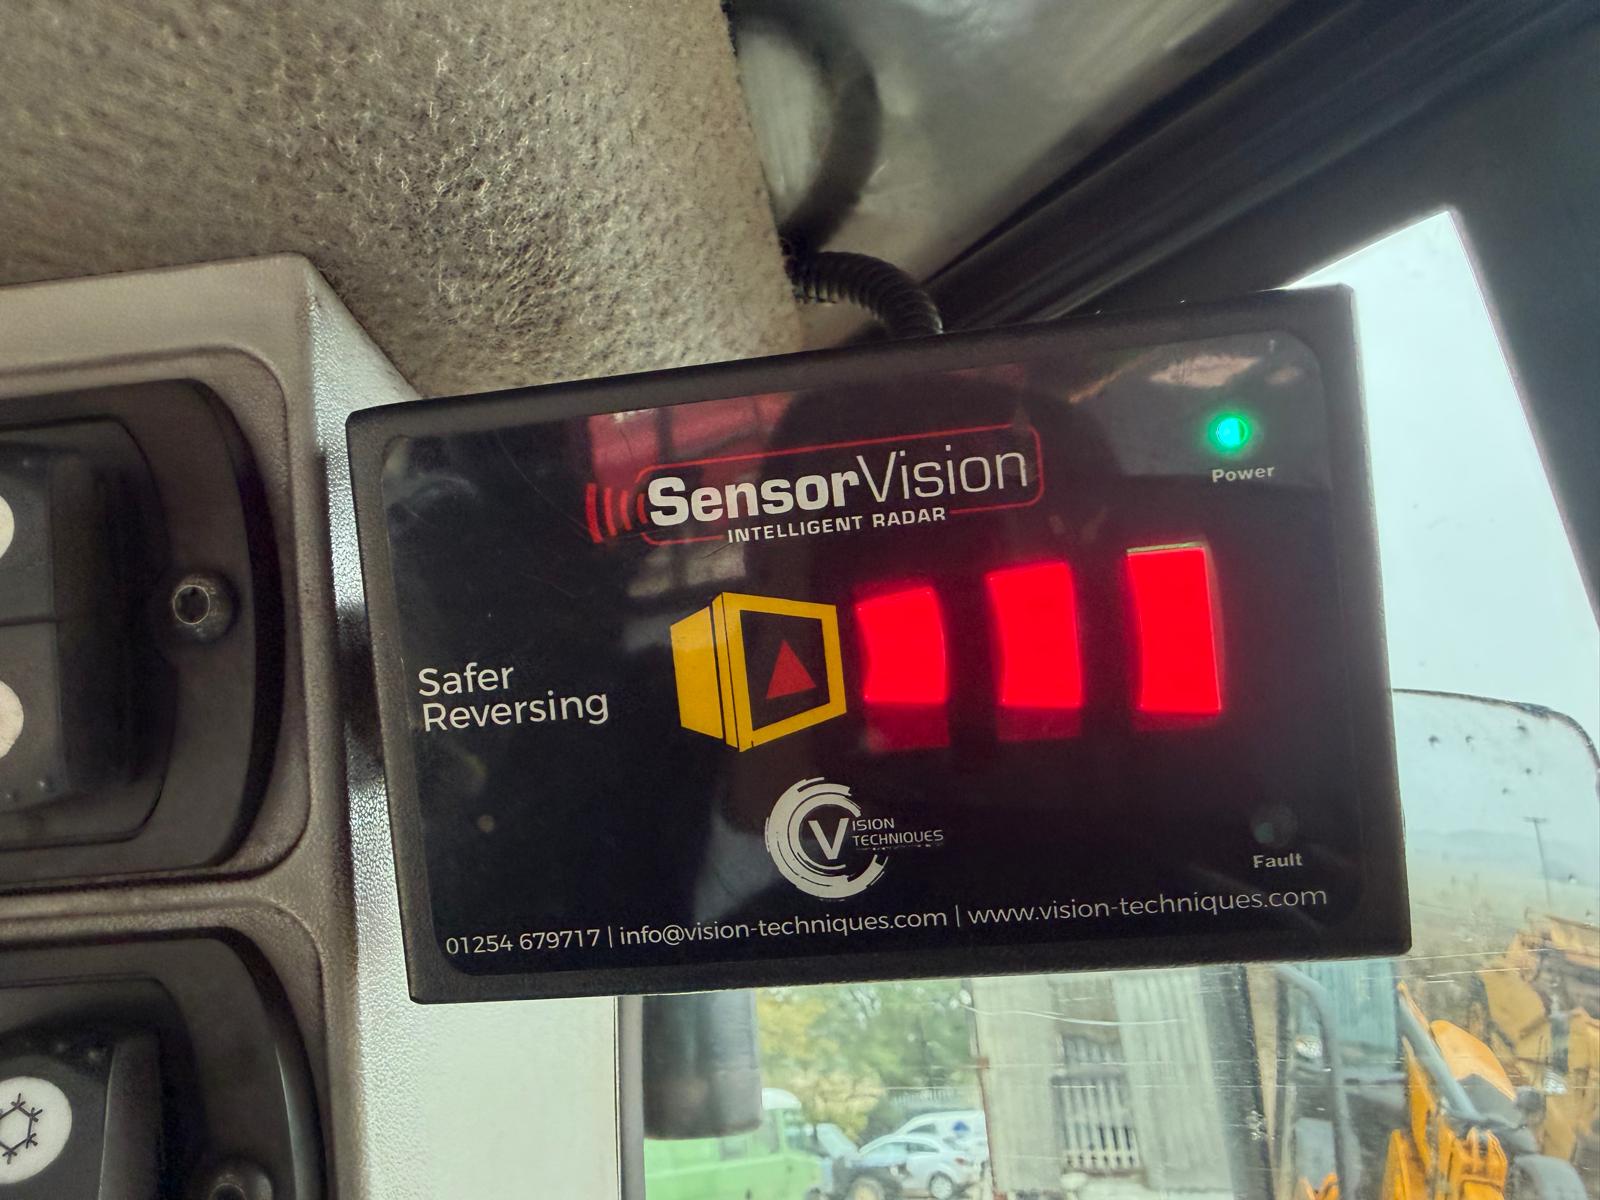 SensorVision
INTELLIGENT RADAR
Power
Safer
Reversing
VISION
TECHNIQUES
Fault
01254 679717 | info@vision-techniques.com | www.vision-techniques.com